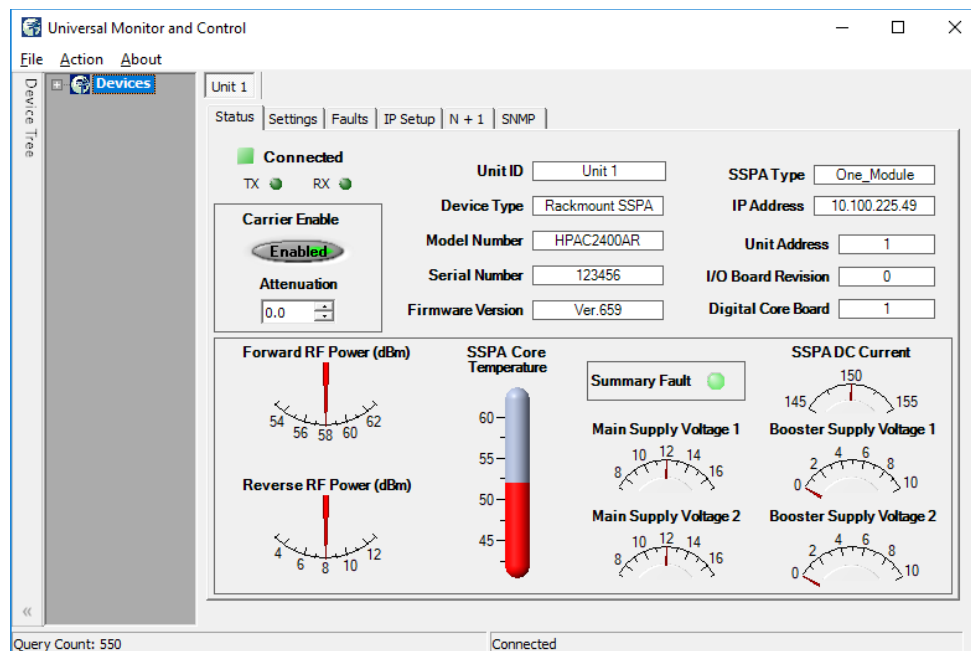 Universal Monitor and Control
File Action About
Device Tree
Devices
Unit 1
Status Settings Faults IP Setup N + 1 SNMP
Connected
TX RX
Carrier Enable
Enabled
Attenuation
0.0
Unit ID Unit 1
Device Type Rackmount SSPA
Model Number HPAC2400AR
Serial Number 123456
Firmware Version Ver.659
SSPA Type One_Module
IP Address 10.100.225.49
Unit Address 1
I/O Board Revision 0
Digital Core Board 1
Forward RF Power (dBm)
54 56 58 60 62
Reverse RF Power (dBm)
4 6 8 10 12
SSPA Core
Temperature
60
55
50
45
Summary Fault
Main Supply Voltage 1
8 10 12 14 16
Main Supply Voltage 2
8 10 12 14 16
SSPA DC Current
145 150 155
Booster Supply Voltage 1
0 2 4 6 8 10
Booster Supply Voltage 2
0 2 4 6 8 10
«
Query Count: 550 Connected